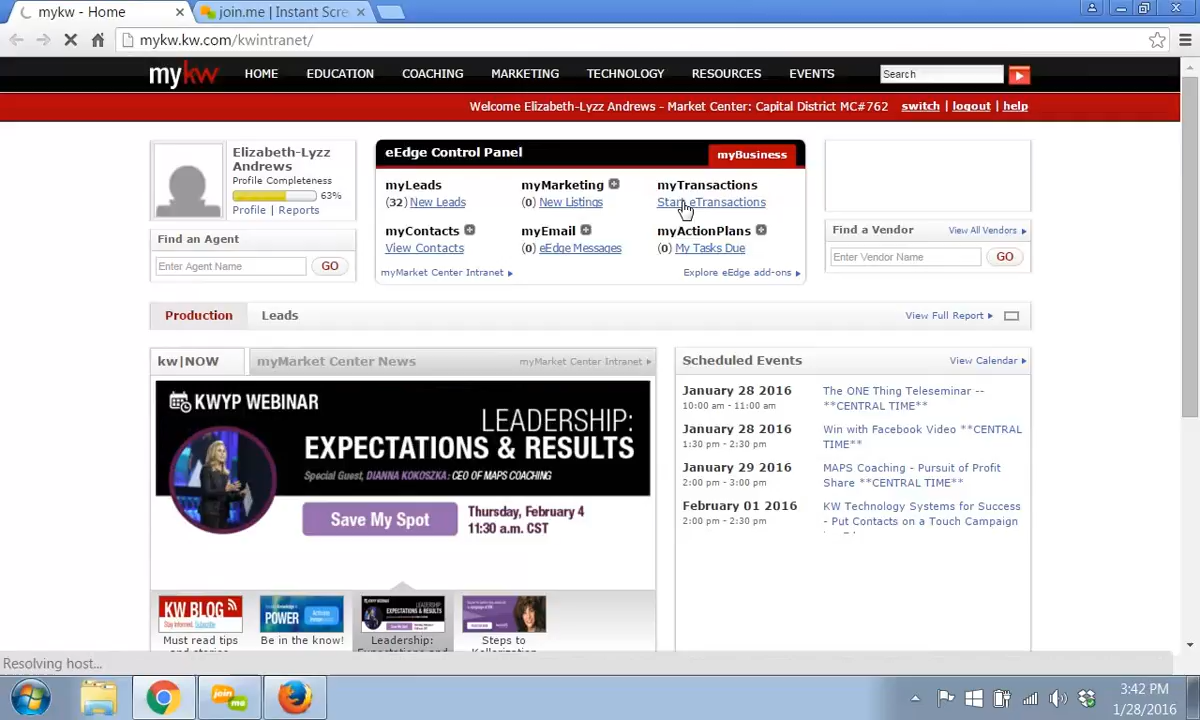 mykw - Home
join.me | Instant Scre
mykw.kw.com/kwintranet/
mykw
HOME
EDUCATION
COACHING
MARKETING
TECHNOLOGY
RESOURCES
EVENTS
Search
Welcome Elizabeth-Lyzz Andrews - Market Center: Capital District MC#762
switch | logout | help
Elizabeth-Lyzz
Andrews
Profile Completeness
63%
Profile | Reports
Find an Agent
Enter Agent Name
GO
eEdge Control Panel
myBusiness
myLeads
(32) New Leads
myMarketing
(0) New Listings
myTransactions
Start eTransactions
myContacts
View Contacts
myEmail
(0) eEdge Messages
myActionPlans
(0) My Tasks Due
myMarket Center Intranet
Explore eEdge add-ons
Find a Vendor
View All Vendors
Enter Vendor Name
GO
Production
Leads
View Full Report
kw|NOW
myMarket Center News
myMarket Center Intranet
KWYP WEBINAR
LEADERSHIP:
EXPECTATIONS & RESULTS
Special Guest, DIANNA KOKOSZKA: CEO OF MAPS COACHING
Save My Spot
Thursday, February 4
11:30 a.m. CST
KW BLOG
POWER
Must read tips
and stories
Be in the know!
Leadership:
Expectations and
Steps to
Kellerization
Scheduled Events
View Calendar
January 28 2016
10:00 am - 11:00 am
The ONE Thing Teleseminar --
**CENTRAL TIME**
January 28 2016
1:30 pm - 2:30 pm
Win with Facebook Video **CENTRAL
TIME**
January 29 2016
2:00 pm - 3:00 pm
MAPS Coaching - Pursuit of Profit
Share **CENTRAL TIME**
February 01 2016
2:00 pm - 2:30 pm
KW Technology Systems for Success
- Put Contacts on a Touch Campaign
Resolving host...
join
me
3:42 PM
1/28/2016